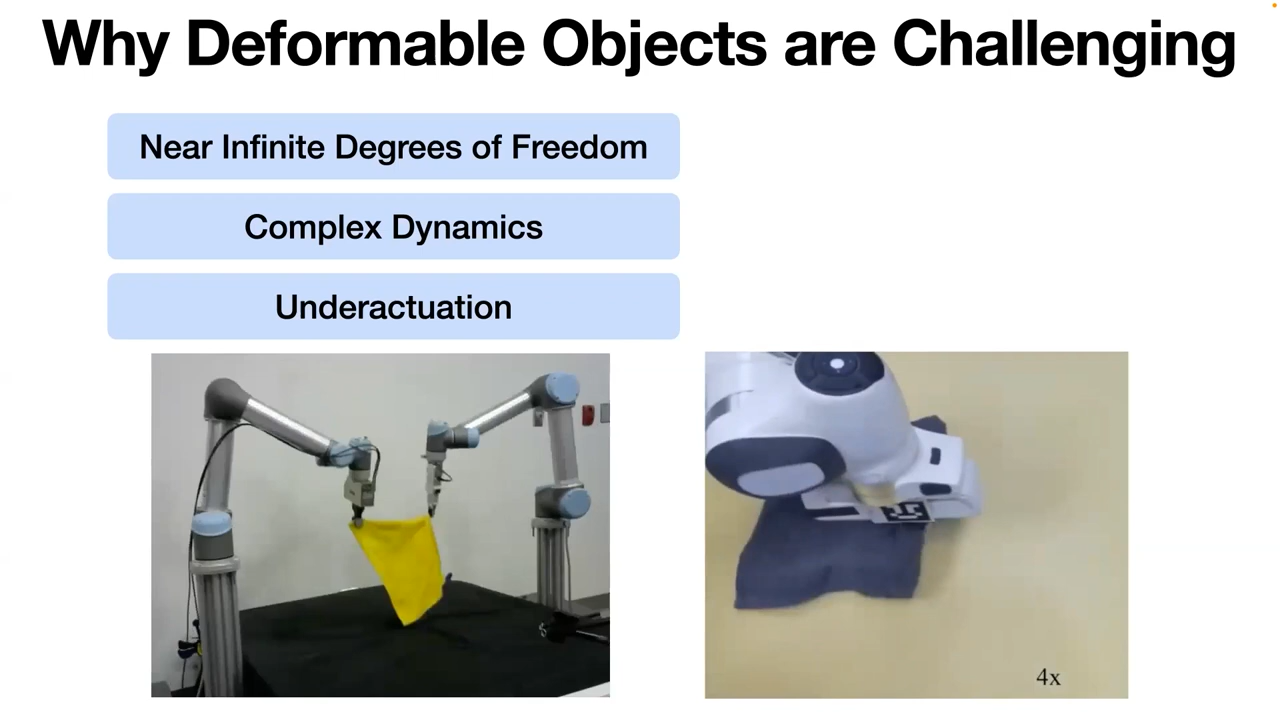 Why Deformable Objects are Challenging
Near Infinite Degrees of Freedom
Complex Dynamics
Underactuation
4x